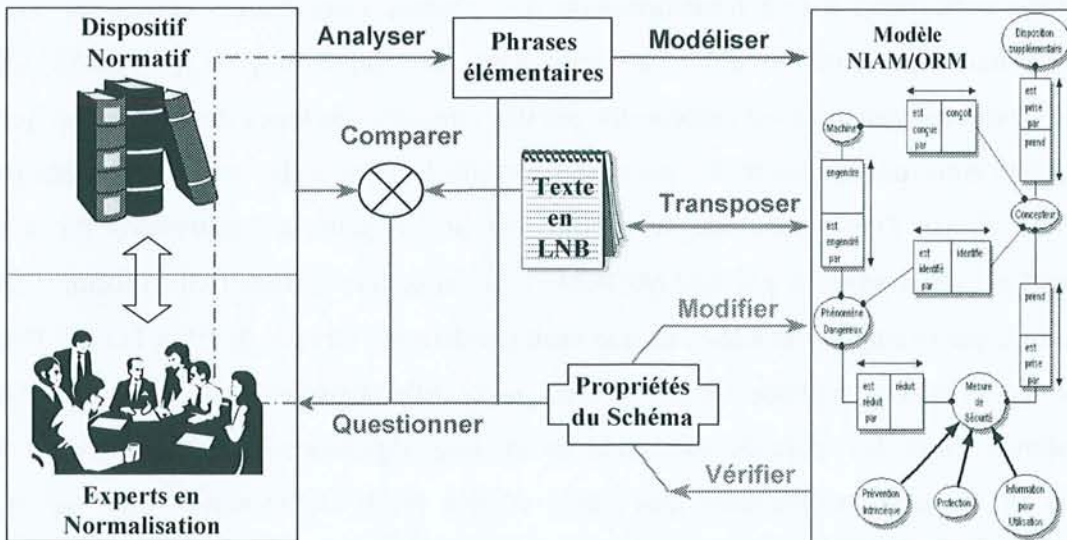 Dispositif
Normatif
Experts en
Normalisation
Analyser
Phrases
élémentaires
Modéliser
Comparer
Texte
en
LNB
Transposer
Modifier
Propriétés
du Schéma
Questionner
Vérifier
Modèle
NIAM/ORM
Disposition
supplémentaire
est
prise
par
prend
Machine
est
conçue
par
conçoit
Concepteur
engendre
est
engendré
par
est
identifié
par
identifie
Phénomène
Dangereux
prend
est
prise
par
est
réduit
par
réduit
Mesure
de
Sécurité
Prévention
Intrinsèque
Protection
Information
pour
Utilisation